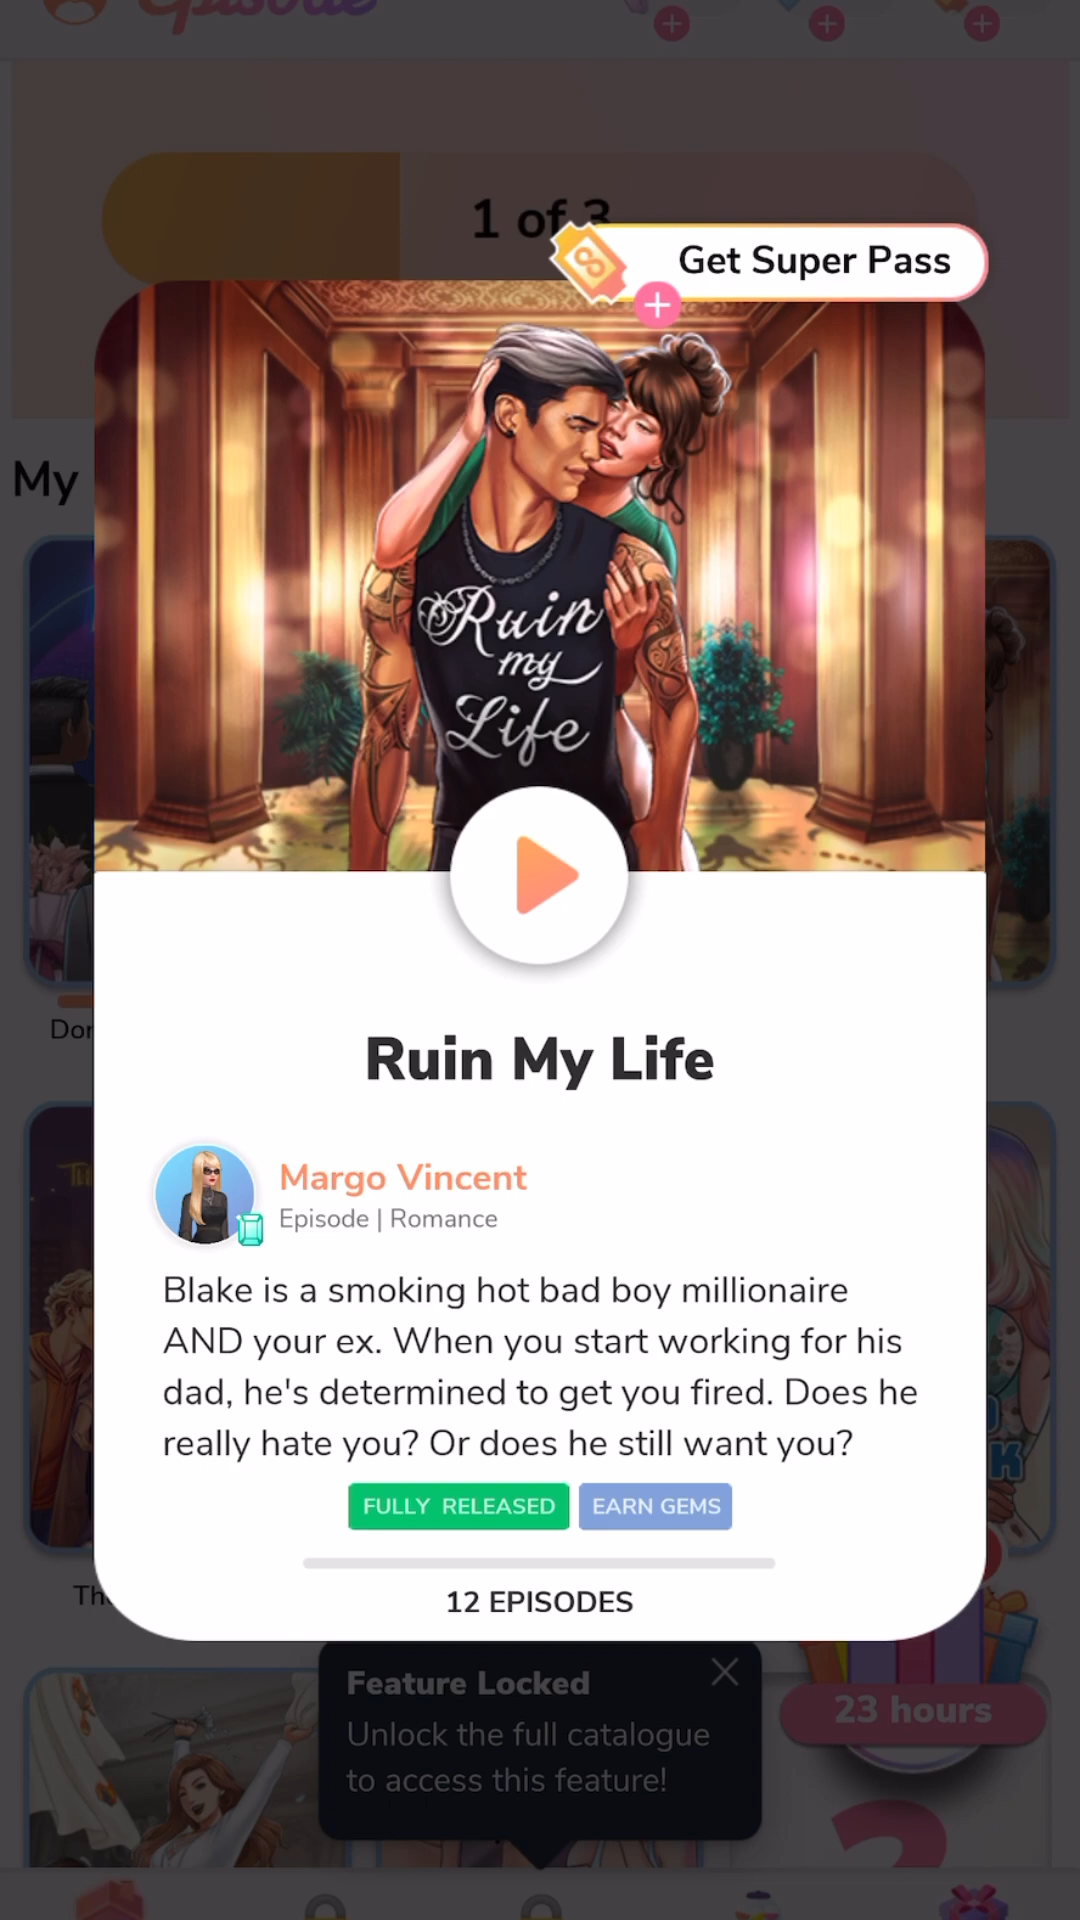 Episode
1 of 3
Get Super Pass
My
Ruin
my
Life
Ruin My Life
Margo Vincent
Episode | Romance
Blake is a smoking hot bad boy millionaire
AND your ex. When you start working for his
dad, he's determined to get you fired. Does he
really hate you? Or does he still want you?
FULLY RELEASED
EARN GEMS
12 EPISODES
Feature Locked
Unlock the full catalogue
to access this feature!
23 hours